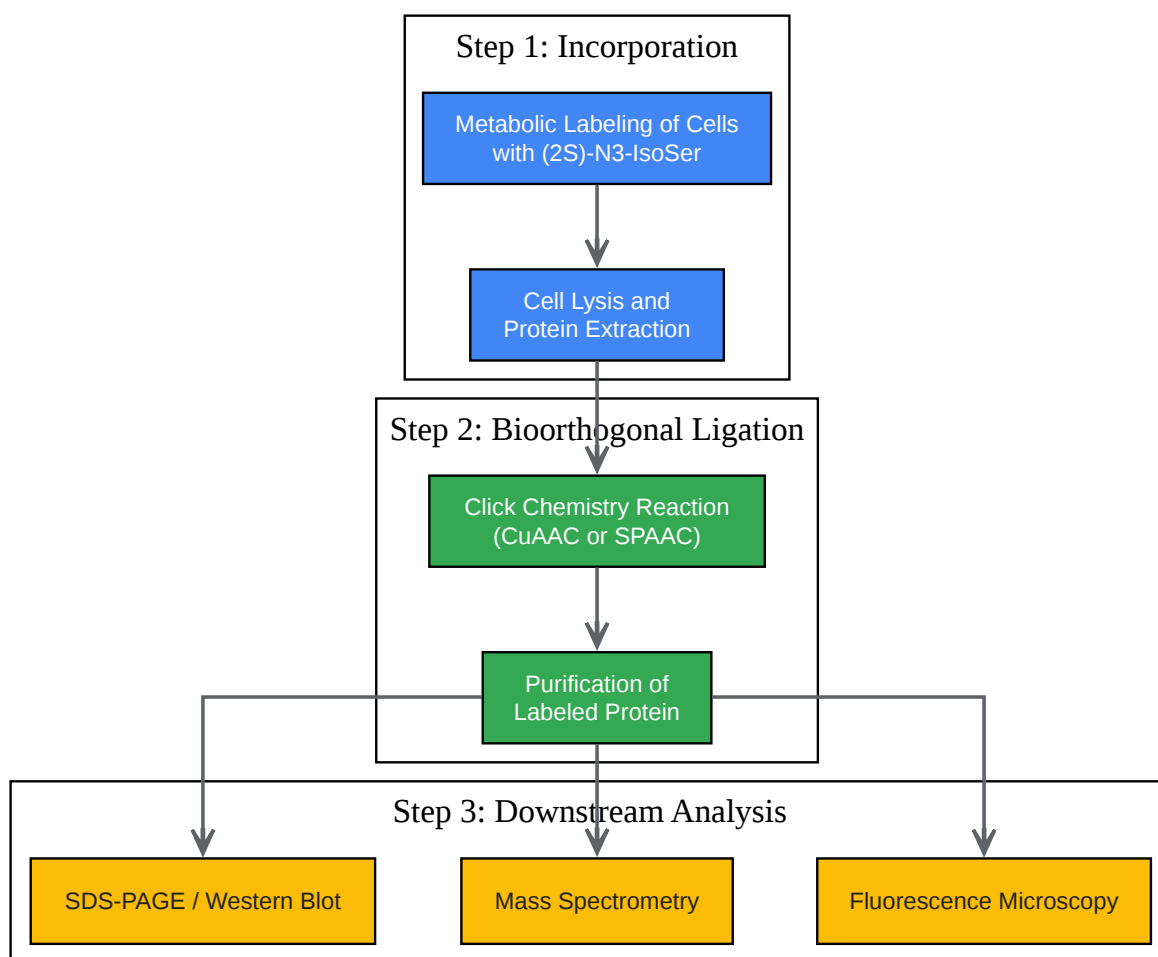 Step 1: Incorporation
Metabolic Labeling of Cells
with (2S)-N3-IsoSer
Cell Lysis and
Protein Extraction
Step 2: Bioorthogonal Ligation
Click Chemistry Reaction
(CuAAC or SPAAC)
Purification of
Labeled Protein
Step 3: Downstream Analysis
SDS-PAGE / Western Blot
Mass Spectrometry
Fluorescence Microscopy